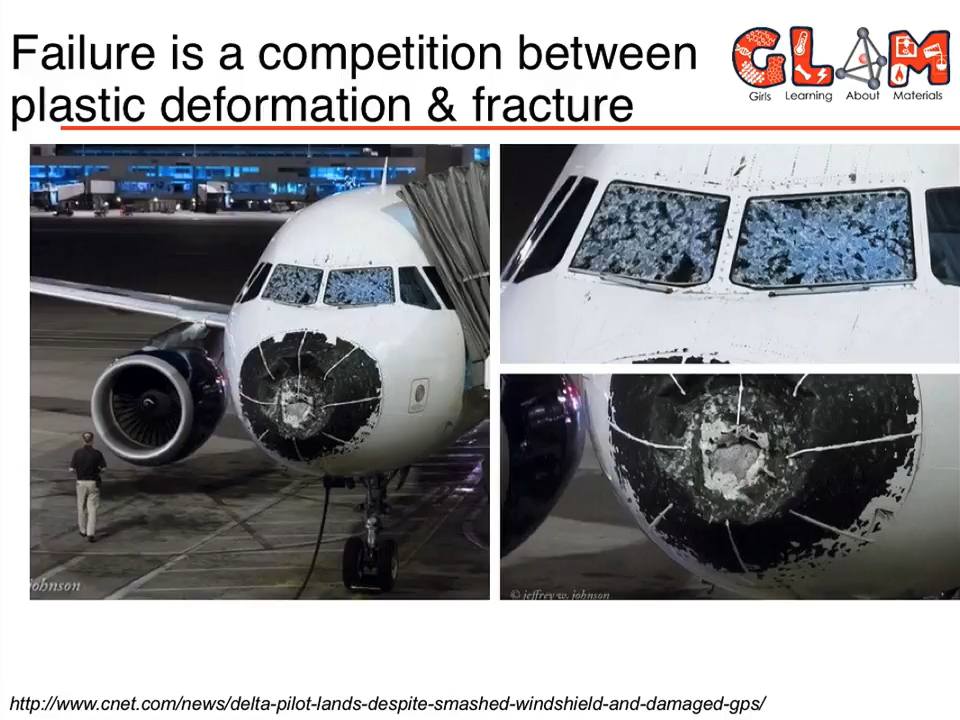 Failure is a competition between
plastic deformation & fracture
GLAM
Girls Learning About Materials
johnson
© jeffrey w. johnson
http://www.cnet.com/news/delta-pilot-lands-despite-smashed-windshield-and-damaged-gps/